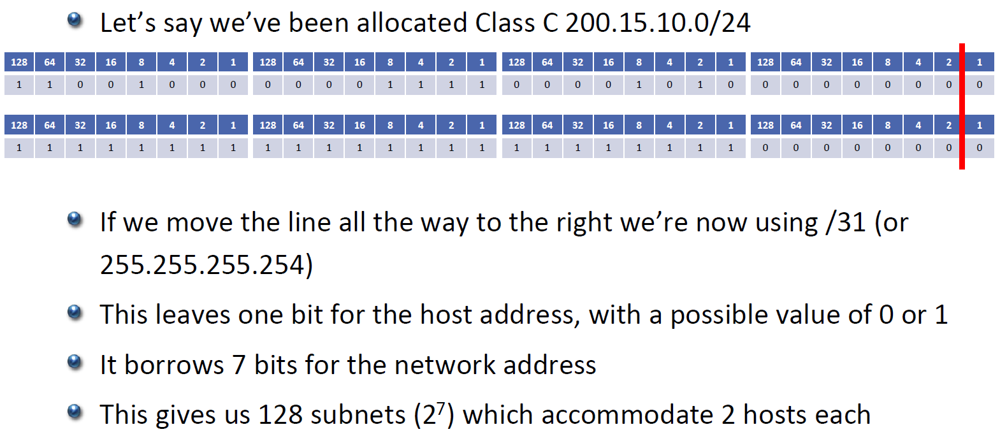 Let’s say we’ve been allocated Class C 200.15.10.0/24
128 64 32 16 8 4 2 1 128 64 32 16 8 4 2 1 128 64 32 16 8 4 2 1 128 64 32 16 8 4 2 1
1 1 0 0 1 0 0 0 0 0 0 0 1 1 1 1 0 0 0 0 1 0 1 0 0 0 0 0 0 0 0 0
128 64 32 16 8 4 2 1 128 64 32 16 8 4 2 1 128 64 32 16 8 4 2 1 128 64 32 16 8 4 2 1
1 1 1 1 1 1 1 1 1 1 1 1 1 1 1 1 1 1 1 1 1 1 1 1 0 0 0 0 0 0 0 0
If we move the line all the way to the right we’re now using /31 (or
255.255.255.254)
This leaves one bit for the host address, with a possible value of 0 or 1
It borrows 7 bits for the network address
This gives us 128 subnets (2⁷) which accommodate 2 hosts each